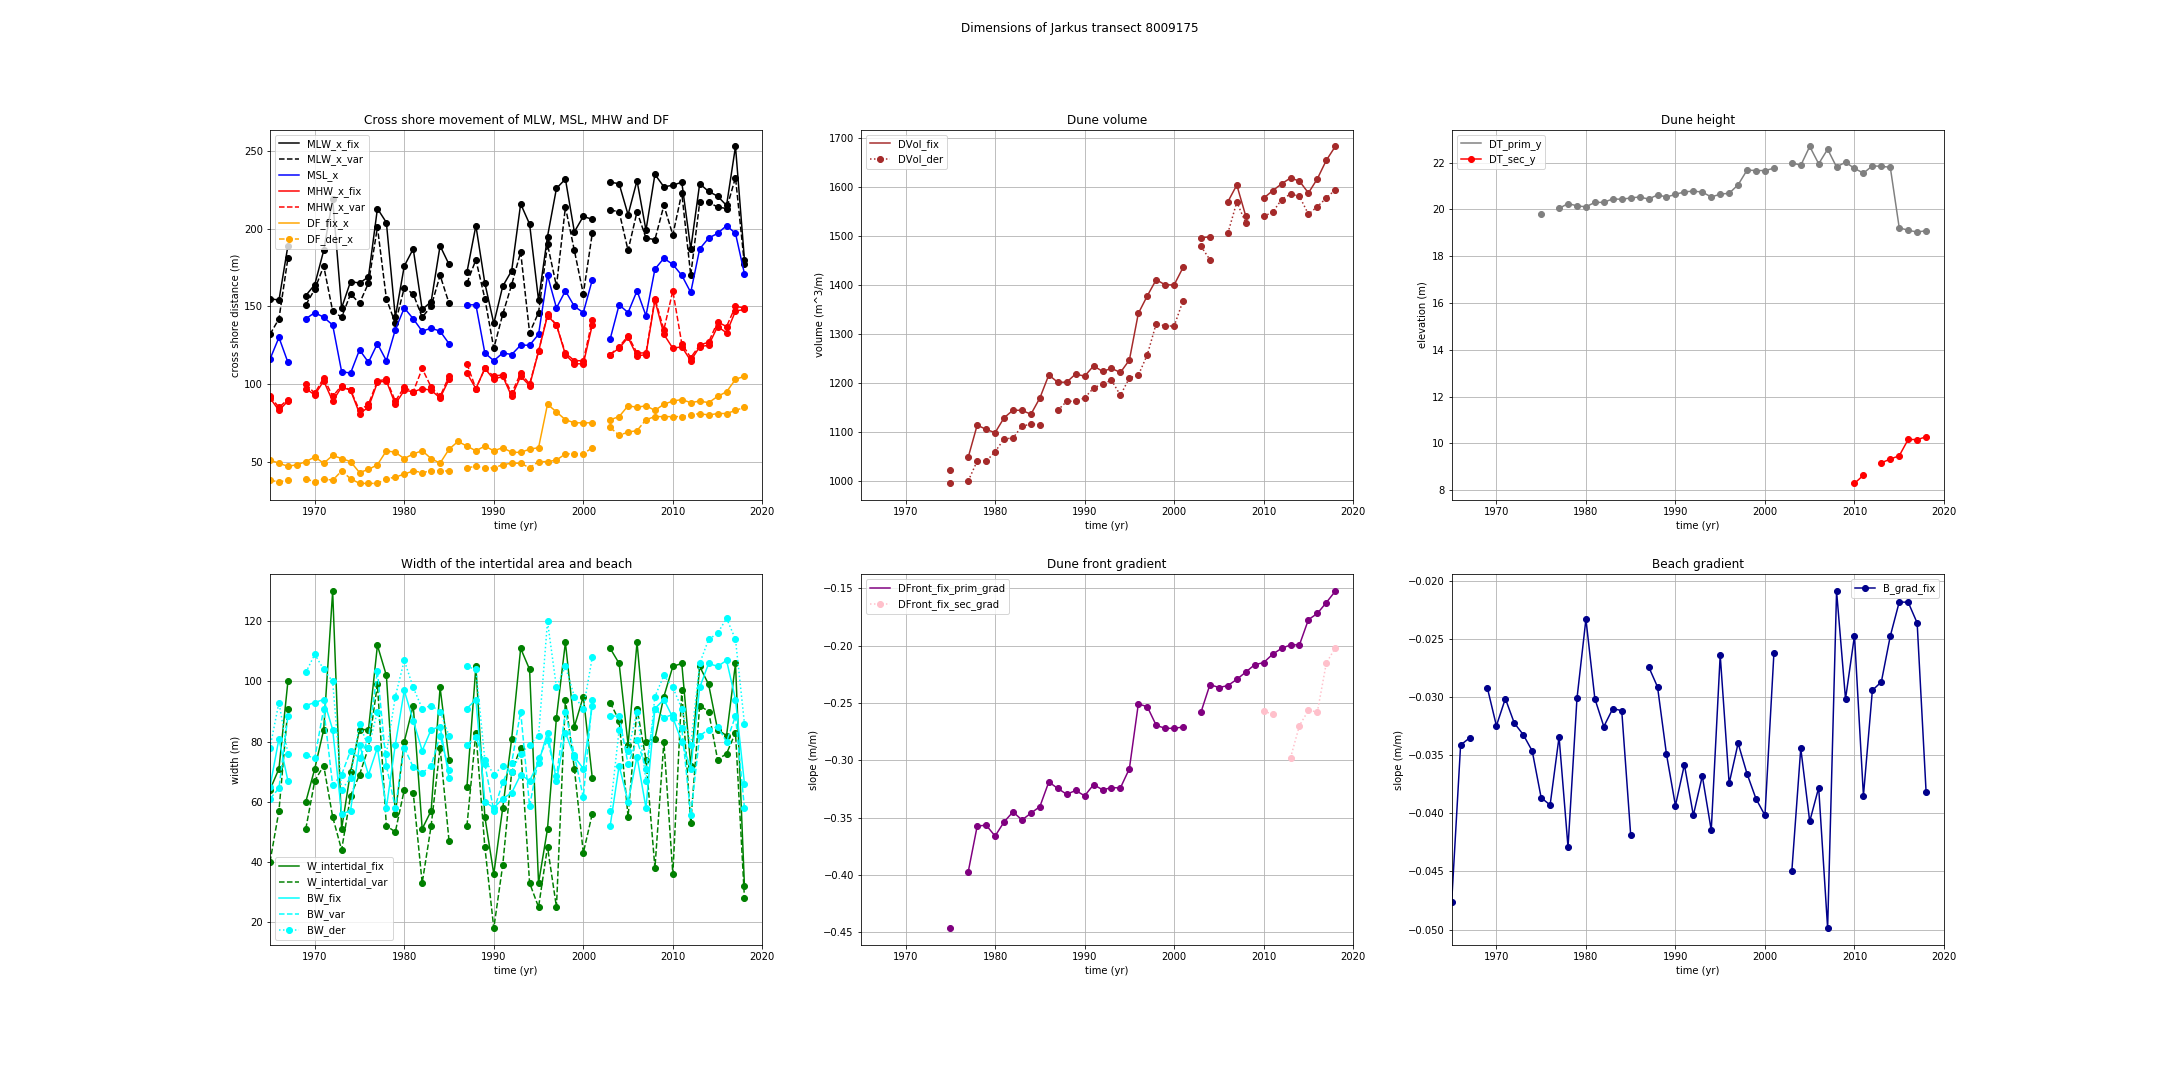 Dimensions of Jarkus transect 8009175
Cross shore movement of MLW, MSL, MHW and DF
MLW_x_fix
MLW_x_var
MSL_x
MHW_x_fix
MHW_x_var
DF_fix_x
DF_der_x
250
200
150
100
50
cross shore distance (m)
1970 1980 1990 2000 2010 2020
time (yr)
Dune volume
DVol_fix
DVol_der
1700
1600
1500
1400
1300
1200
1100
1000
volume (m^3/m)
1970 1980 1990 2000 2010 2020
time (yr)
Dune height
DT_prim_y
DT_sec_y
22
20
18
16
14
12
10
8
elevation (m)
1970 1980 1990 2000 2010 2020
time (yr)
Width of the intertidal area and beach
120
100
80
60
40
20
width (m)
W_intertidal_fix
W_intertidal_var
BW_fix
BW_var
BW_der
1970 1980 1990 2000 2010 2020
time (yr)
Dune front gradient
DFront_fix_prim_grad
DFront_fix_sec_grad
−0.15
−0.20
−0.25
−0.30
−0.35
−0.40
−0.45
slope (m/m)
1970 1980 1990 2000 2010 2020
time (yr)
Beach gradient
B_grad_fix
−0.020
−0.025
−0.030
−0.035
−0.040
−0.045
−0.050
slope (m/m)
1970 1980 1990 2000 2010 2020
time (yr)